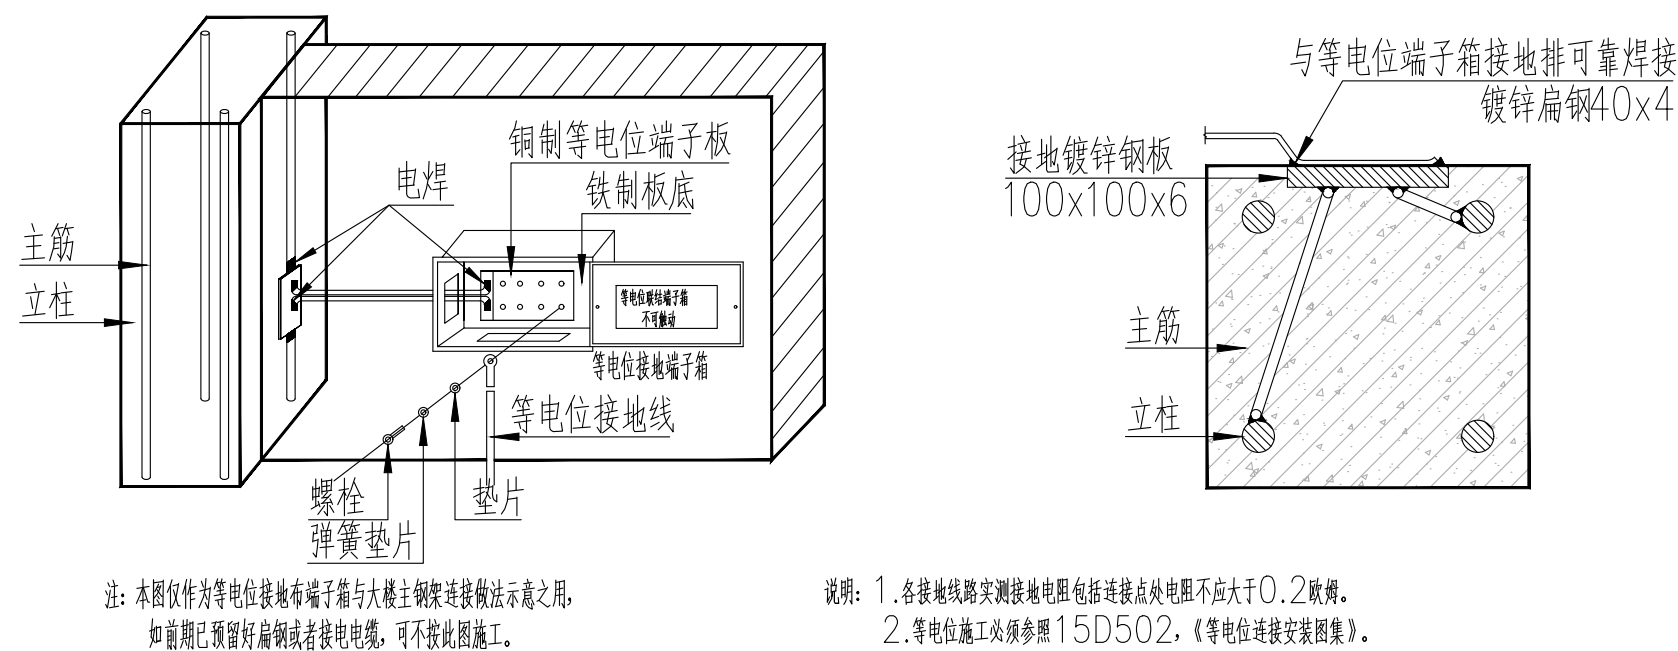 铜制等电位端子板
电焊
铁制板底
主筋
立柱
等电位联结端子箱
不可触动
等电位接地端子箱
等电位接地线
螺栓
垫片
弹簧垫片
注：本图仅作为等电位接地布端子箱与大楼主钢架连接做法示意之用，
如前期已预留好扁钢或者接电电缆，可不按此图施工。
与等电位端子箱接地排可靠焊接
镀锌扁钢40x4
接地镀锌钢板
100x100x6
主筋
立柱
说明：1.各接地线路实测接地电阻包括连接点处电阻不应大于0.2欧姆。
2.等电位施工必须参照15D502，《等电位连接安装图集》。